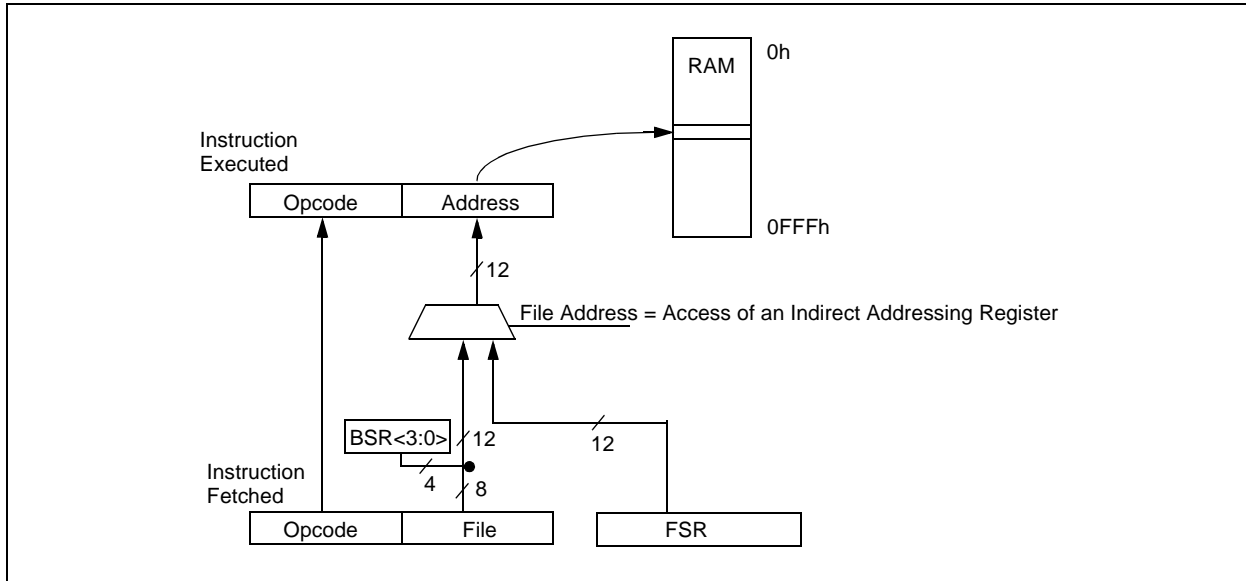 RAM
0h
Instruction
Executed
Opcode
Address
0FFFh
12
File Address = Access of an Indirect Addressing Register
BSR<3:0>
12
12
4
8
Instruction
Fetched
Opcode
File
FSR